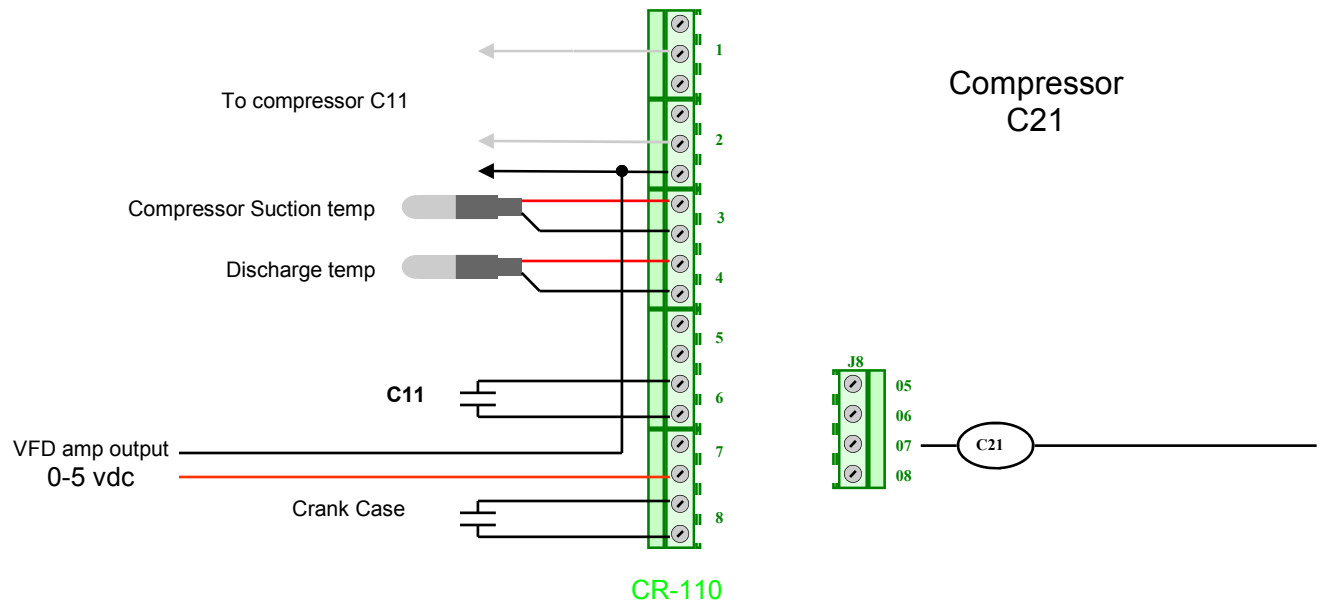 1
Compressor
C21
To compressor C11
2
Compressor Suction temp
3
Discharge temp
4
5
J8
05
C11
6
06
VFD amp output
7
07
C21
0-5 vdc
08
Crank Case
8
CR-110